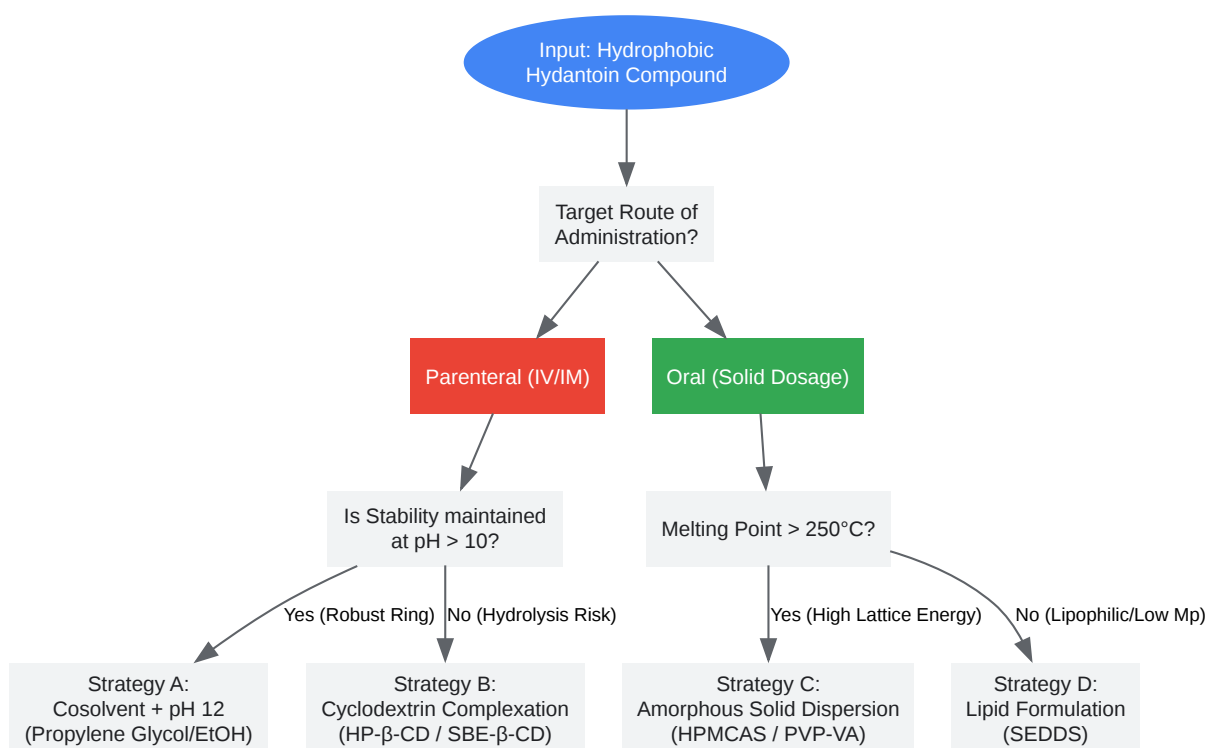 Input: Hydrophobic
Hydantoin Compound
Target Route of
Administration?
Parenteral (IV/IM)
Oral (Solid Dosage)
Is Stability maintained
at pH > 10?
Melting Point > 250°C?
Yes (Robust Ring)
No (Hydrolysis Risk)
Yes (High Lattice Energy)
No (Lipophilic/Low Mp)
Strategy A:
Cosolvent + pH 12
(Propylene Glycol/EtOH)
Strategy B:
Cyclodextrin Complexation
(HP-β-CD / SBE-β-CD)
Strategy C:
Amorphous Solid Dispersion
(HPMCAS / PVP-VA)
Strategy D:
Lipid Formulation
(SEDDS)